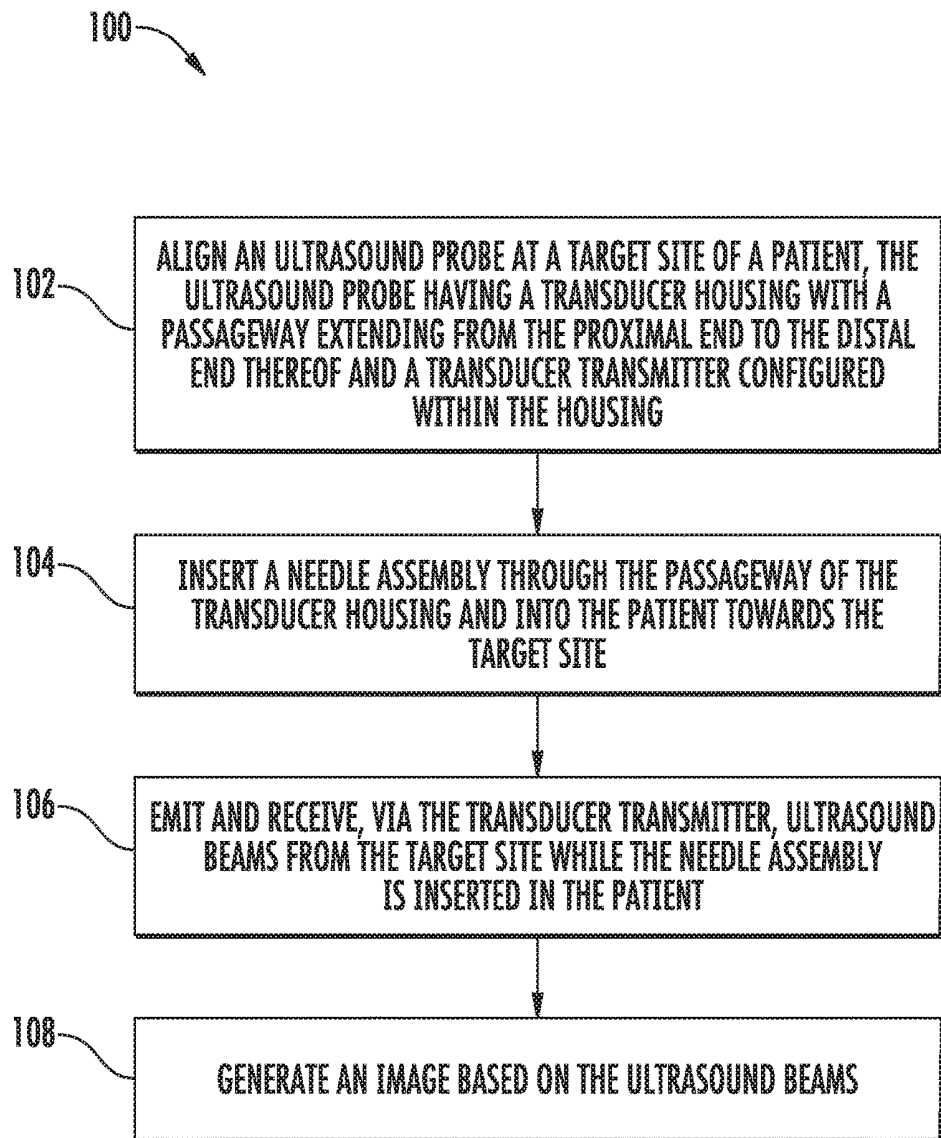 100
102
ALIGN AN ULTRASOUND PROBE AT A TARGET SITE OF A PATIENT, THE
ULTRASOUND PROBE HAVING A TRANSDUCER HOUSING WITH A
PASSAGEWAY EXTENDING FROM THE PROXIMAL END TO THE DISTAL
END THEREOF AND A TRANSDUCER TRANSMITTER CONFIGURED
WITHIN THE HOUSING
104
INSERT A NEEDLE ASSEMBLY THROUGH THE PASSAGEWAY OF THE
TRANSDUCER HOUSING AND INTO THE PATIENT TOWARDS THE
TARGET SITE
106
EMIT AND RECEIVE, VIA THE TRANSDUCER TRANSMITTER, ULTRASOUND
BEAMS FROM THE TARGET SITE WHILE THE NEEDLE ASSEMBLY
IS INSERTED IN THE PATIENT
108
GENERATE AN IMAGE BASED ON THE ULTRASOUND BEAMS